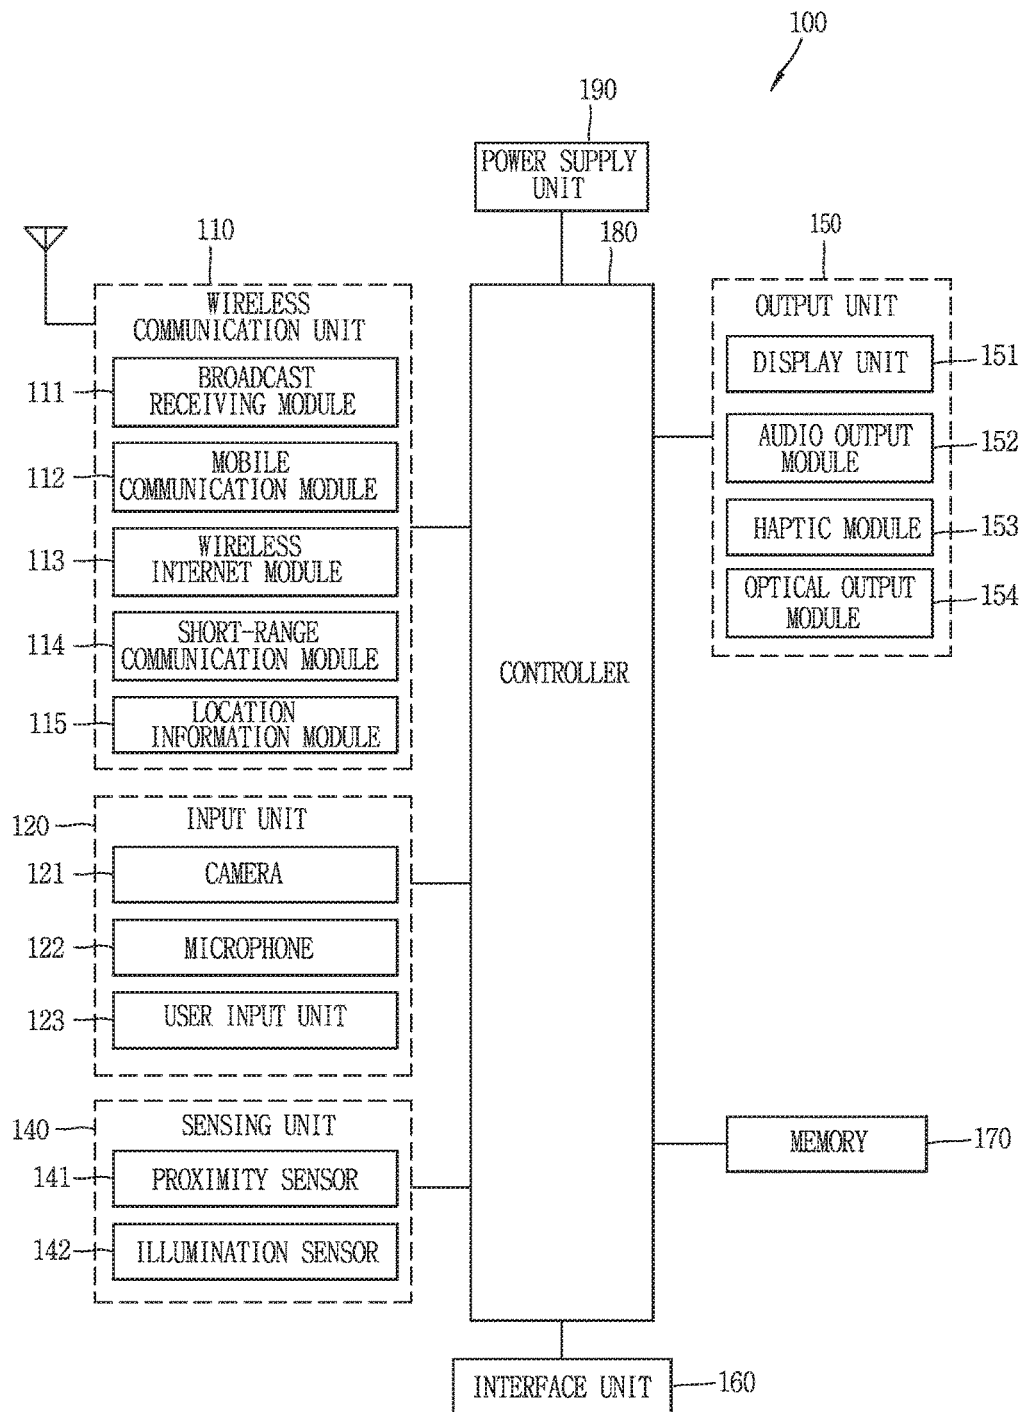 100
190
POWER SUPPLY
UNIT
110
180
150
WIRELESS
COMMUNICATION UNIT
111
BROADCAST
RECEIVING MODULE
112
MOBILE
COMMUNICATION MODULE
113
WIRELESS
INTERNET MODULE
114
SHORT-RANGE
COMMUNICATION MODULE
115
LOCATION
INFORMATION MODULE
120
INPUT UNIT
121
CAMERA
122
MICROPHONE
123
USER INPUT UNIT
140
SENSING UNIT
141
PROXIMITY SENSOR
142
ILLUMINATION SENSOR
CONTROLLER
OUTPUT UNIT
DISPLAY UNIT
151
AUDIO OUTPUT
MODULE
152
HAPTIC MODULE
153
OPTICAL OUTPUT
MODULE
154
MEMORY
170
INTERFACE UNIT
160